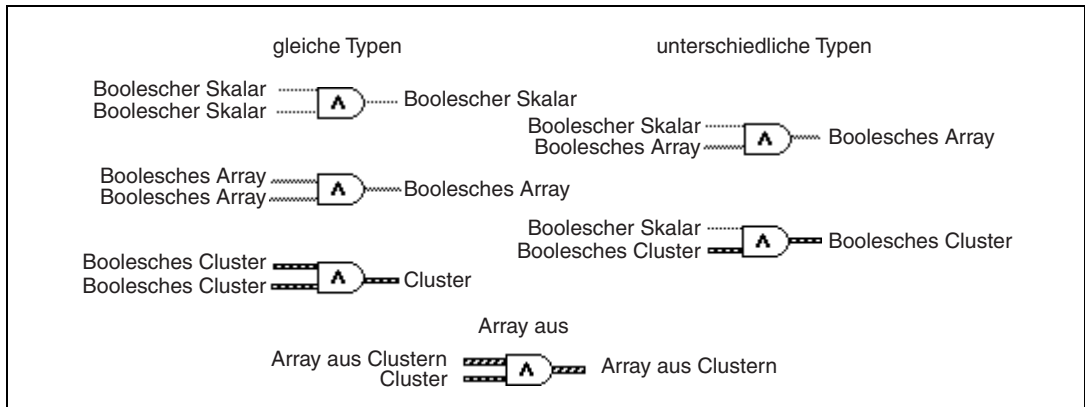 gleiche Typen
unterschiedliche Typen
Boolescher Skalar
Boolescher Skalar
Boolescher Skalar
Boolescher Skalar
Boolesches Array
Boolesches Array
Boolesches Array
Boolesches Array
Boolesches Array
Boolescher Skalar
Boolesches Cluster
Boolesches Cluster
Boolesches Cluster
Boolesches Cluster
Cluster
Array aus
Array aus Clustern
Cluster
Array aus Clustern